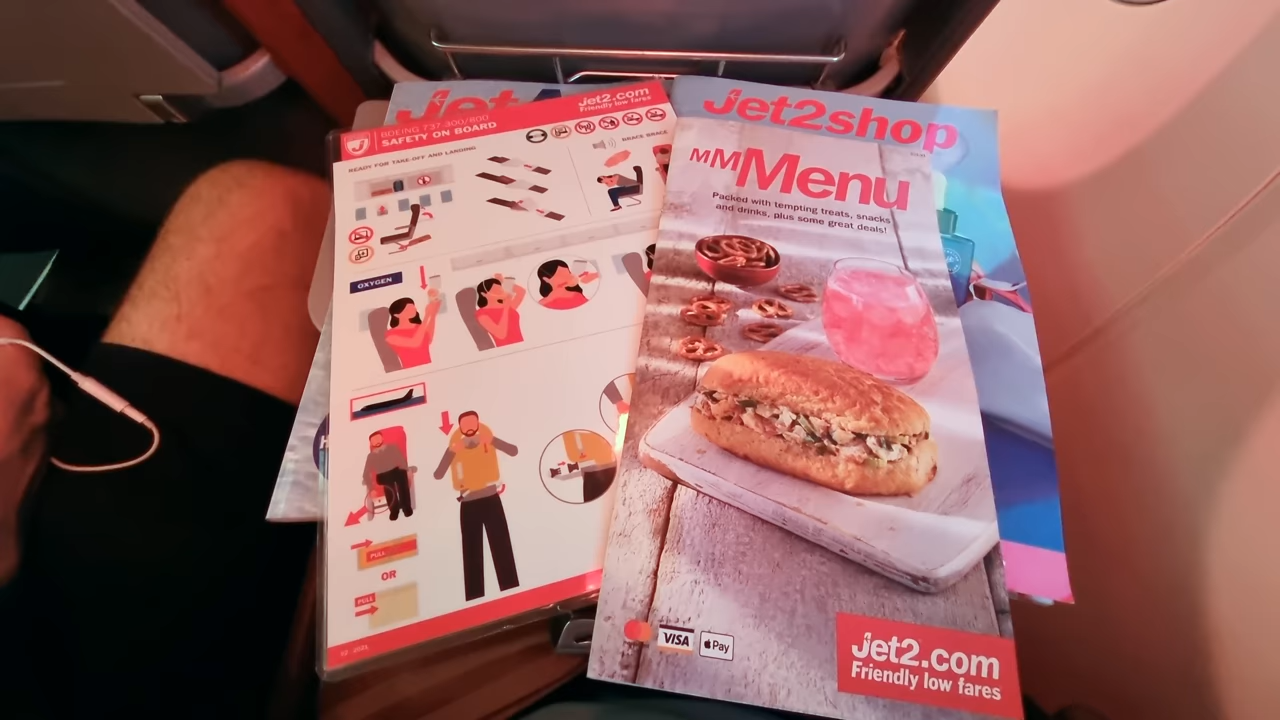 Jet
BOEING 737-300/800
SAFETY ON BOARD
Jet2.com
Friendly low fares
READY FOR TAKE-OFF AND LANDING
BRACE BRACE
OXYGEN
PULL
OR
PULL
Jet2shop
MMMenu
Packed with tempting treats, snacks
and drinks, plus some great deals!
VISA
Pay
Jet2.com
Friendly low fares